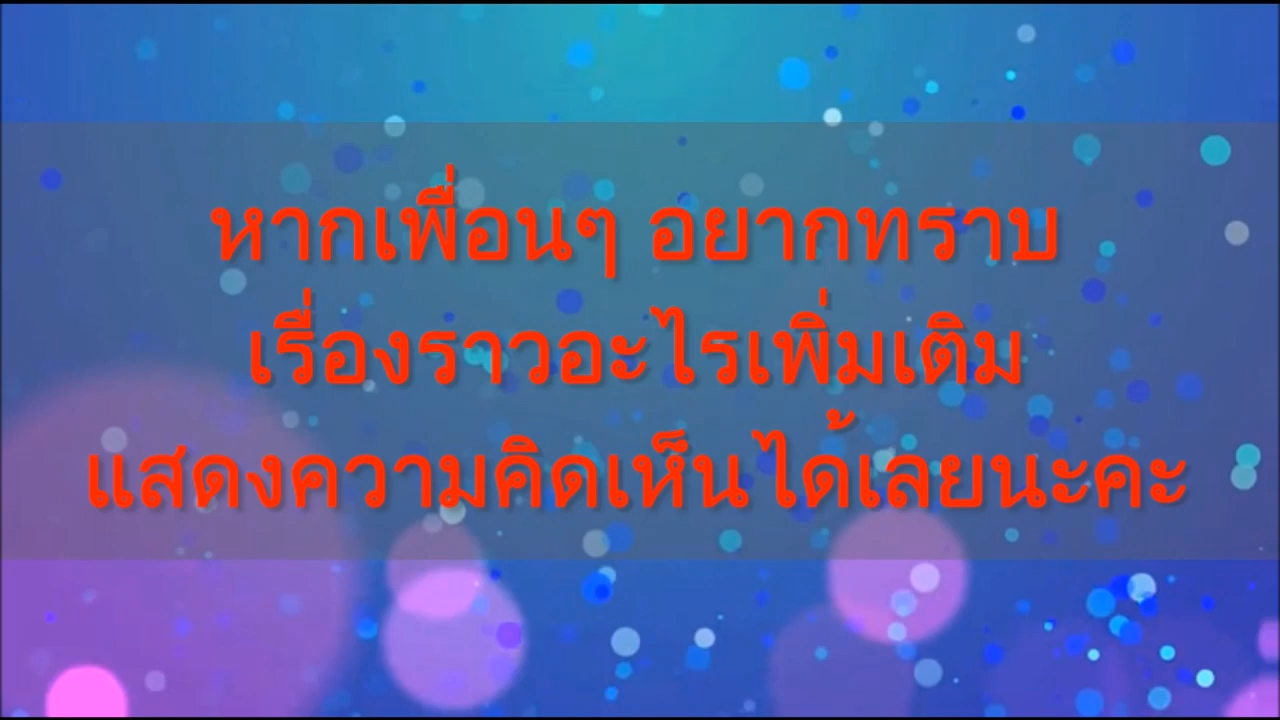 หากเพื่อนๆ อยากทราบ
เรื่องราวอะไรเพิ่มเติม
แสดงความคิดเห็นได้เลยนะคะ